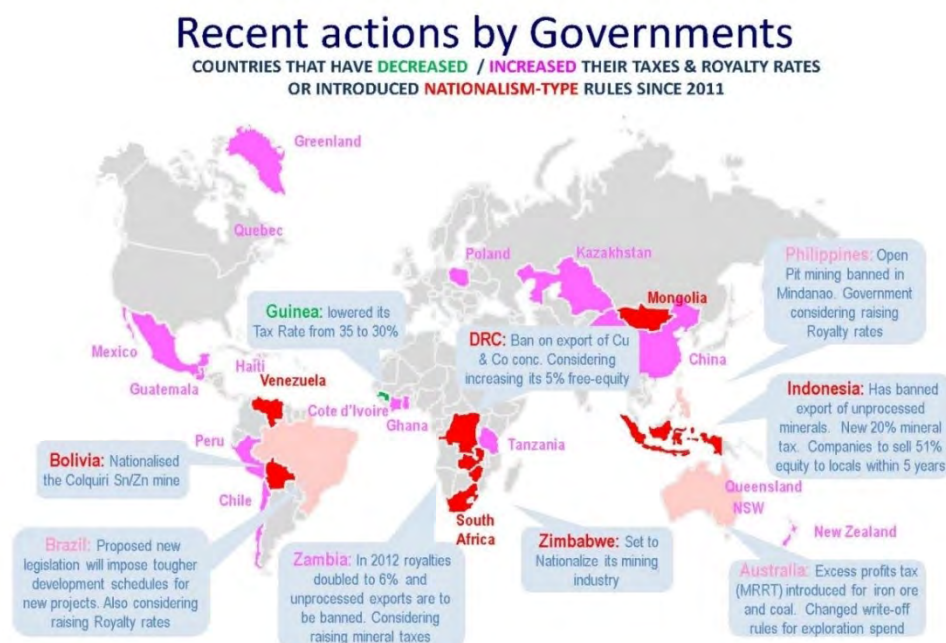 Recent actions by Governments
COUNTRIES THAT HAVE DECREASED / INCREASED THEIR TAXES & ROYALTY RATES
OR INTRODUCED NATIONALISM-TYPE RULES SINCE 2011
Greenland
Quebec
Poland
Kazakhstan
Philippines: Open
Pit mining banned in
Mindanao. Government
considering raising
Royalty rates
Guinea: lowered its
Tax Rate from 35 to 30%
Mongolia
DRC: Ban on export of Cu
& Co conc. Considering
increasing its 5% free-equity
China
Mexico
Haiti
Guatemala
Venezuela
Cote d'Ivoire
Ghana
Tanzania
Indonesia: Has banned
export of unprocessed
minerals. New 20% mineral
tax. Companies to sell 51%
equity to locals within 5 years
Peru
Bolivia: Nationalised
the Colquiri Sn/Zn mine
Chile
Queensland
NSW
New Zealand
South
Africa
Brazil: Proposed new
legislation will impose tougher
development schedules for
new projects. Also considering
raising Royalty rates
Zambia: In 2012 royalties
doubled to 6% and
unprocessed exports are to
be banned. Considering
raising mineral taxes
Zimbabwe: Set to
Nationalize its mining
industry
Australia: Excess profits tax
(MRRT) introduced for iron ore
and coal. Changed write-off
rules for exploration spend